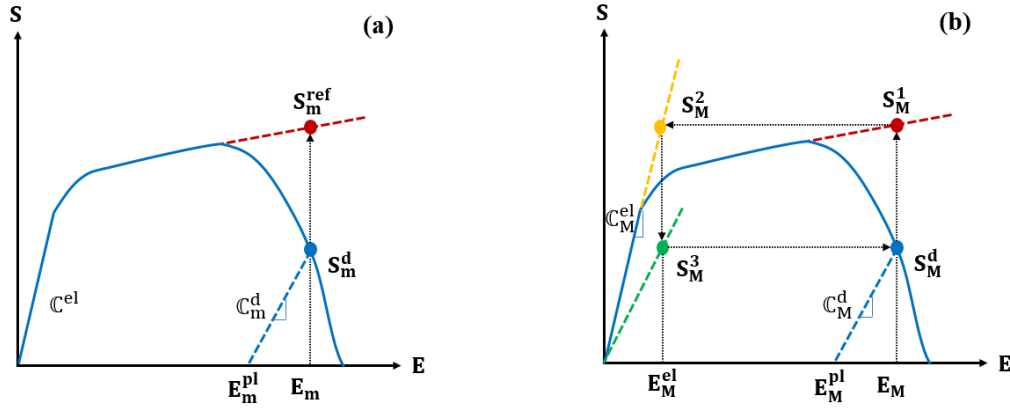 S
(a)
S_m^ref
S_m^d
ℂ^el
ℂ_m^d
E
E_m^pl
E_m
S
(b)
S_M^2
S_M^1
ℂ_M^el
S_M^3
S_M^d
ℂ_M^d
E
E_M^el
E_M^pl
E_M